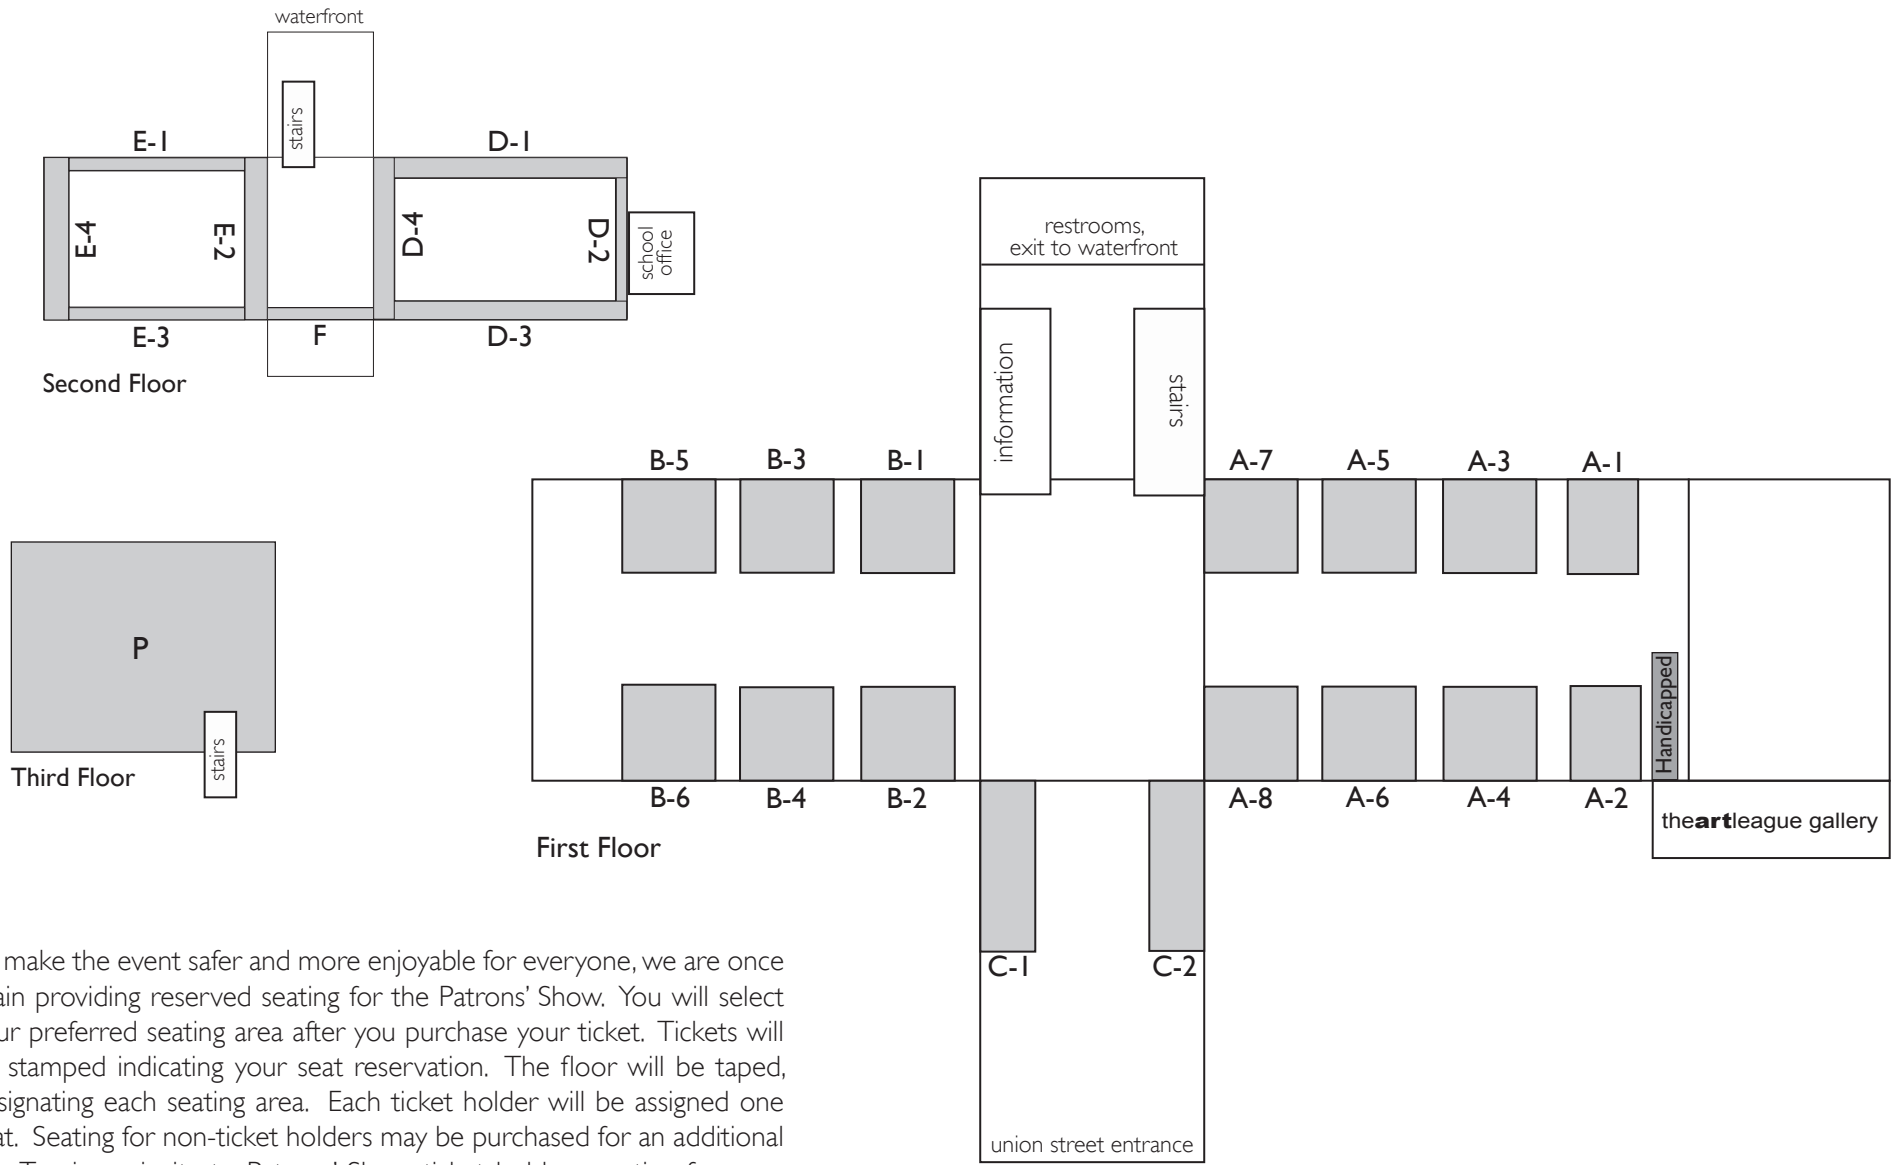 waterfront
stairs
E-1
D-1
E-4
E-2
D-4
D-2
school
office
E-3
F
D-3
Second Floor
restrooms,
exit to waterfront
information
stairs
B-5
B-3
B-1
A-7
A-5
A-3
A-1
P
stairs
Third Floor
Handicapped
B-6
B-4
B-2
A-8
A-6
A-4
A-2
theartleague gallery
First Floor
C-1
C-2
union street entrance
make the event safer and more enjoyable for everyone, we are once
ain providing reserved seating for the Patrons' Show. You will select
ur preferred seating area after you purchase your ticket. Tickets will
stamped indicating your seat reservation. The floor will be taped,
signating each seating area. Each ticket holder will be assigned one
at. Seating for non-ticket holders may be purchased for an additional